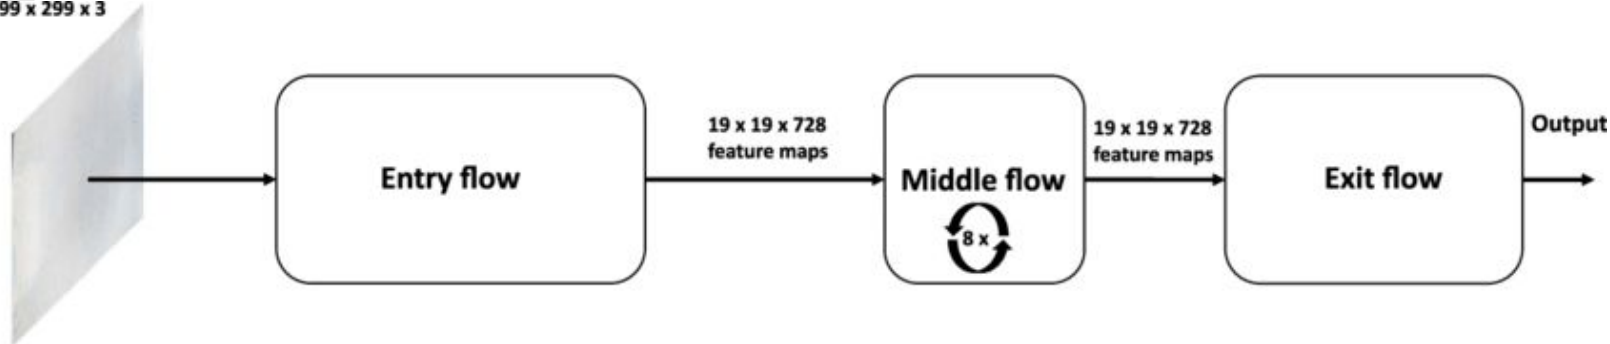 99 x 299 x 3
Entry flow
19 x 19 x 728
feature maps
Middle flow
8 x
19 x 19 x 728
feature maps
Exit flow
Output